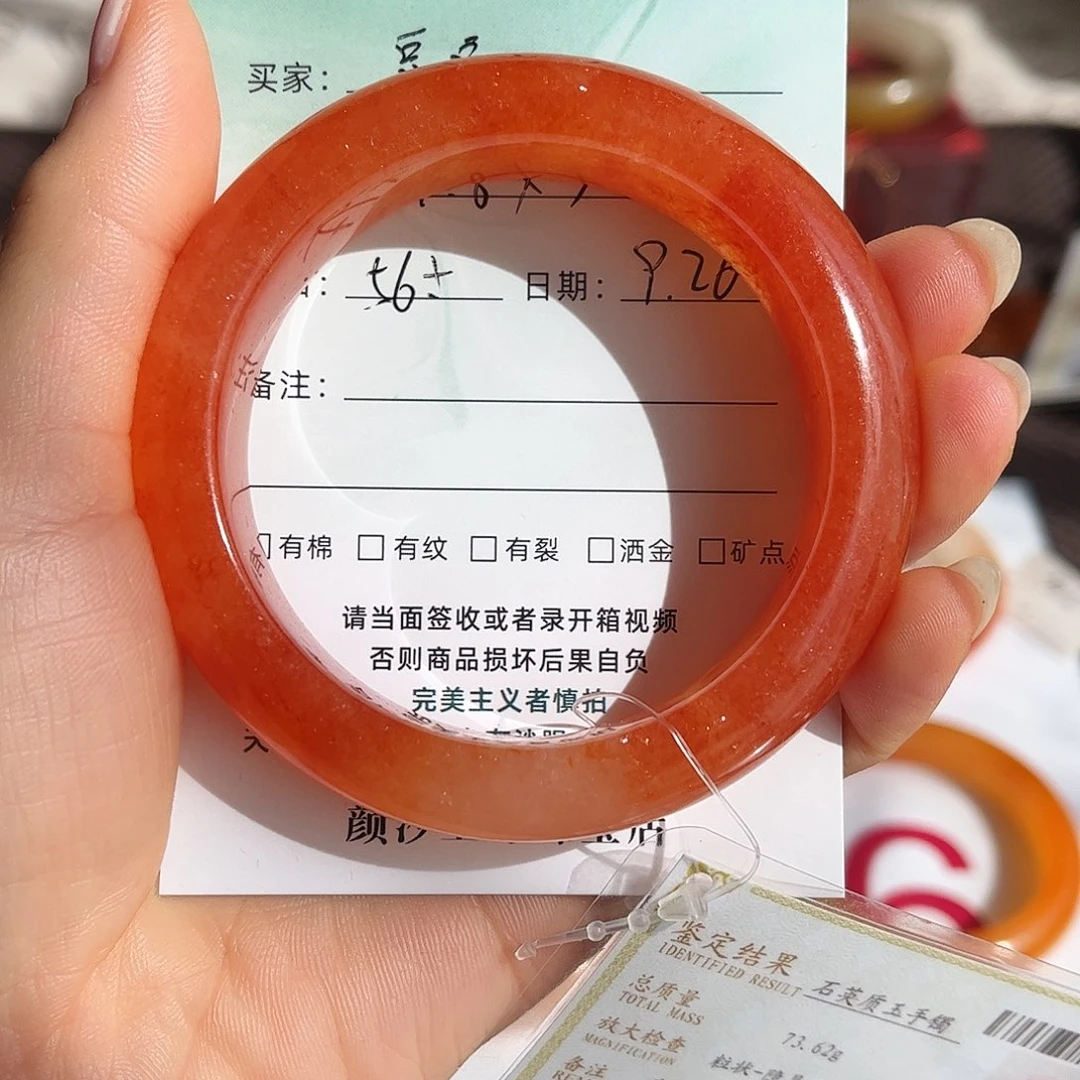 买家：
56±
日期： 9.26
备注：
有棉 □有纹 □有裂 □洒金 □矿点
请当面签收或者录开箱视频
否则商品损坏后果自负
完美主义者慎拍
鉴定结果 石英质玉手镯
IDENTIFIED RESULT
总质量 73.62g
TOTAL MASS
放大检查
MAGNIFICATION
备注